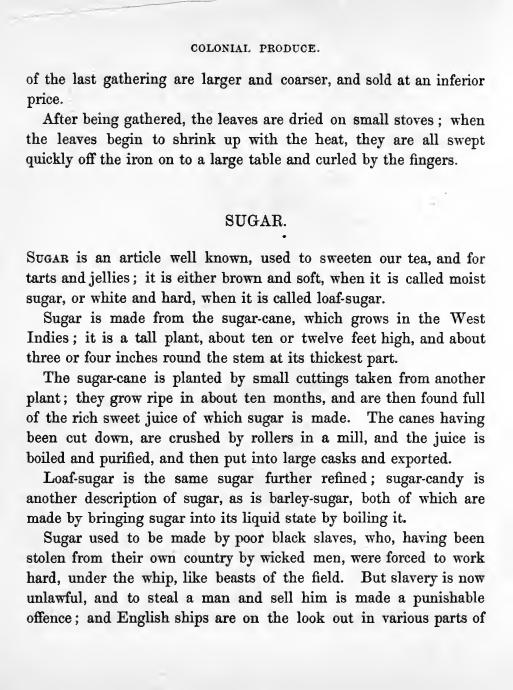 COLONIAL PRODUCE.
of the last gathering are larger and coarser, and sold at an inferior
price.
After being gathered, the leaves are dried on small stoves ; when
the leaves begin to shrink up with the heat, they are all swept
quickly off the iron on to a large table and curled by the fingers.
SUGAR.
SUGAR is an article well known, used to sweeten our tea, and for
tarts and jellies ; it is either brown and soft, when it is called moist
sugar, or white and hard, when it is called loaf-sugar.
Sugar is made from the sugar-cane, which grows in the West
Indies ; it is a tall plant, about ten or twelve feet high, and about
three or four inches round the stem at its thickest part.
The sugar-cane is planted by small cuttings taken from another
plant ; they grow ripe in about ten months, and are then found full
of the rich sweet juice of which sugar is made. The canes having
been cut down, are crushed by rollers in a mill, and the juice is
boiled and purified, and then put into large casks and exported.
Loaf-sugar is the same sugar further refined ; sugar-candy is
another description of sugar, as is barley-sugar, both of which are
made by bringing sugar into its liquid state by boiling it.
Sugar used to be made by poor black slaves, who, having been
stolen from their own country by wicked men, were forced to work
hard, under the whip, like beasts of the field. But slavery is now
unlawful, and to steal a man and sell him is made a punishable
offence ; and English ships are on the look out in various parts of